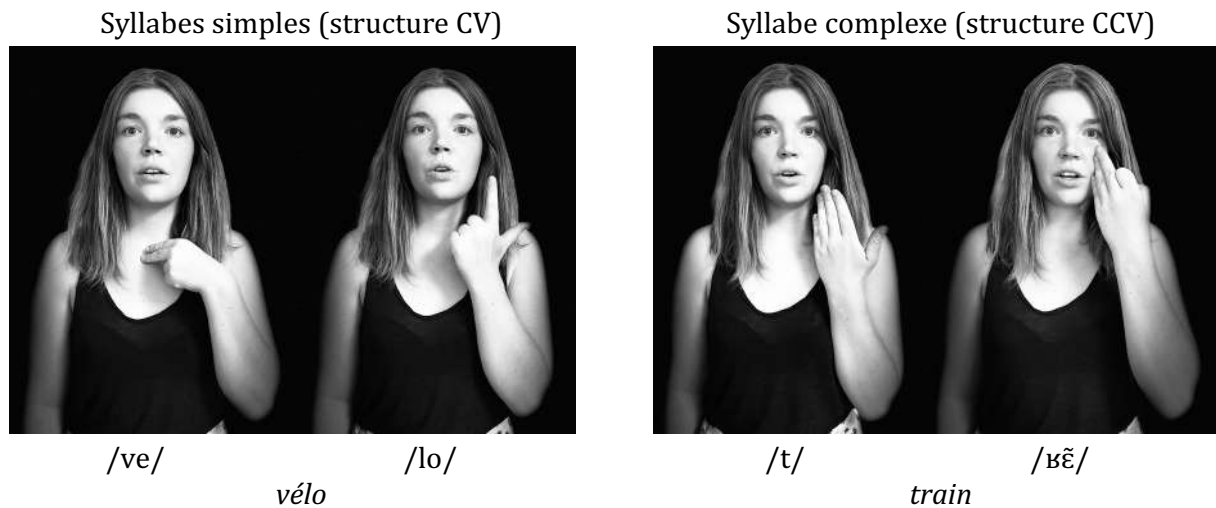 Syllabes simples (structure CV)
Syllabe complexe (structure CCV)
/ve/
/lo/
/t/
/ʁɛ̃/
vélo
train